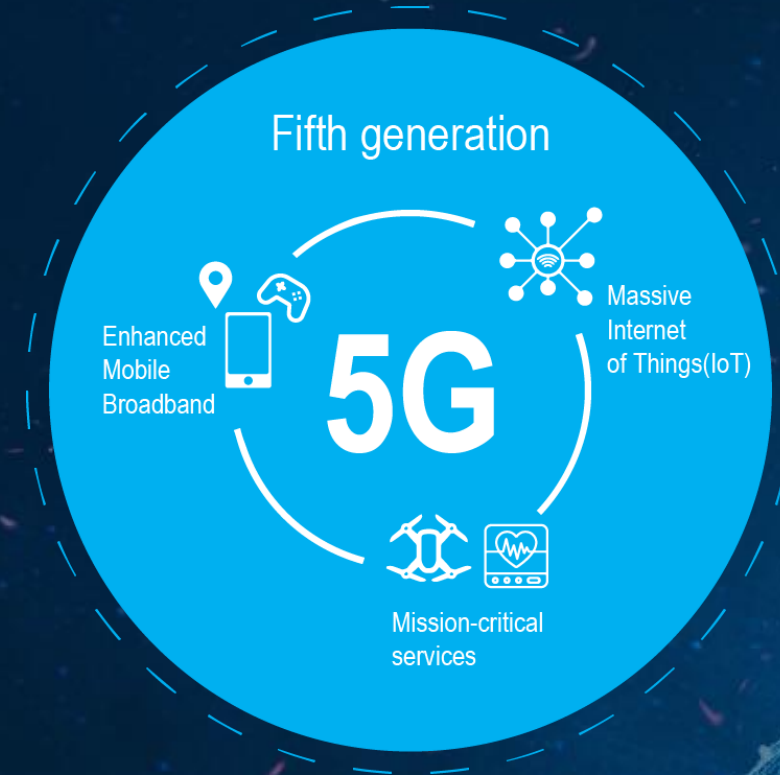 Fifth generation
Enhanced
Mobile
Broadband
5G
Massive
Internet
of Things(IoT)
Mission-critical
services